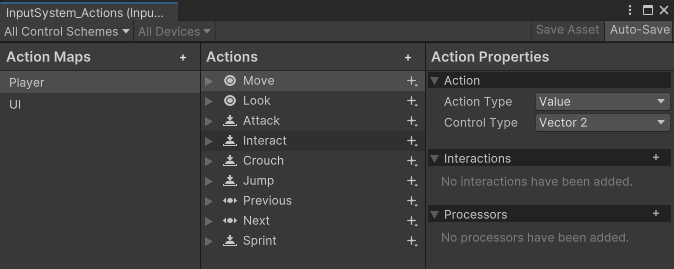 InputSystem_Actions (Inpu...
All Control Schemes All Devices Save Asset Auto-Save
Action Maps + Actions + Action Properties
Player
UI
Move
Look
Attack
Interact
Crouch
Jump
Previous
Next
Sprint
Action
Action Type Value
Control Type Vector 2
Interactions +
No interactions have been added.
Processors +
No processors have been added.